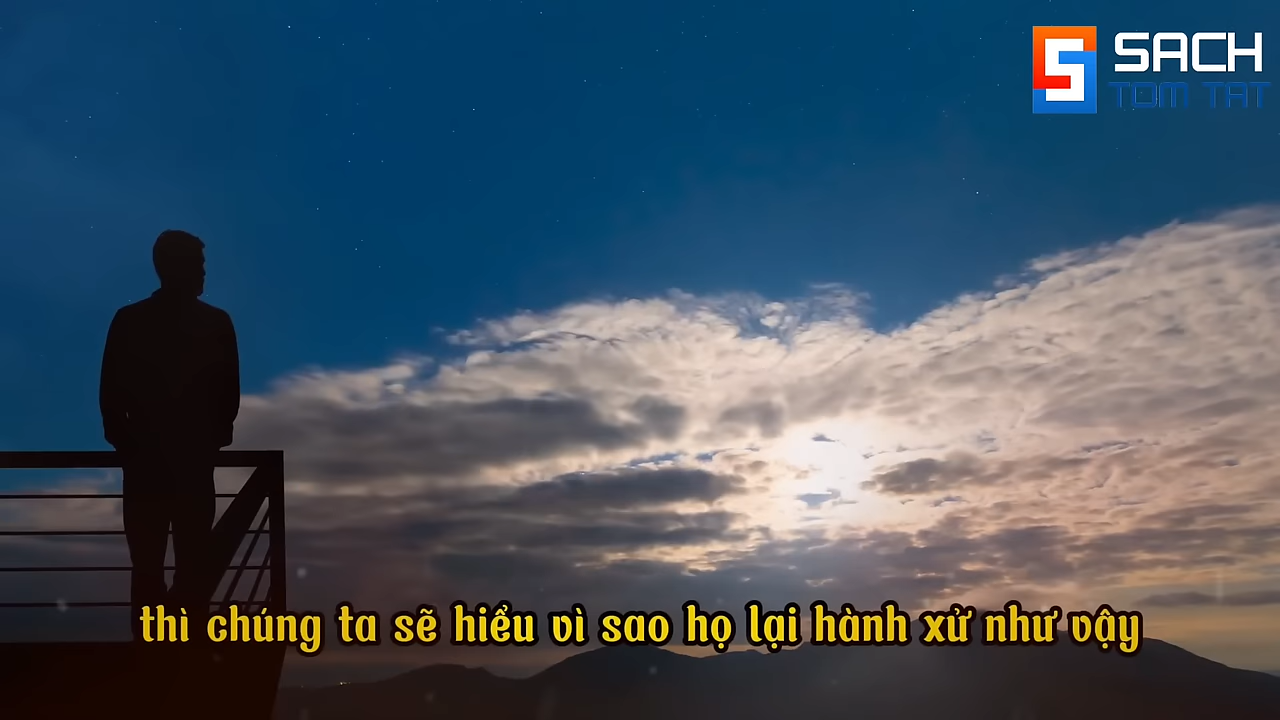 SACH
TOM TAT
thì chúng ta sẽ hiểu vì sao họ lại hành xử như vậy